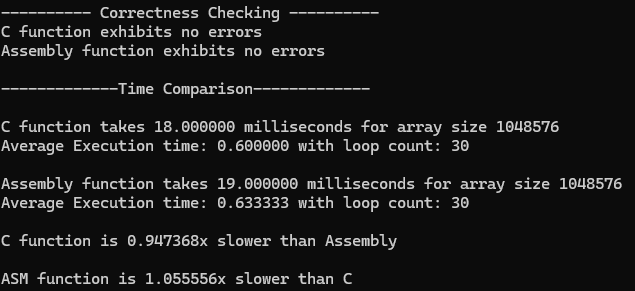 ---------- Correctness Checking ----------
C function exhibits no errors
Assembly function exhibits no errors
-------------Time Comparison-------------
C function takes 18.000000 milliseconds for array size 1048576
Average Execution time: 0.600000 with loop count: 30
Assembly function takes 19.000000 milliseconds for array size 1048576
Average Execution time: 0.633333 with loop count: 30
C function is 0.947368x slower than Assembly
ASM function is 1.055556x slower than C